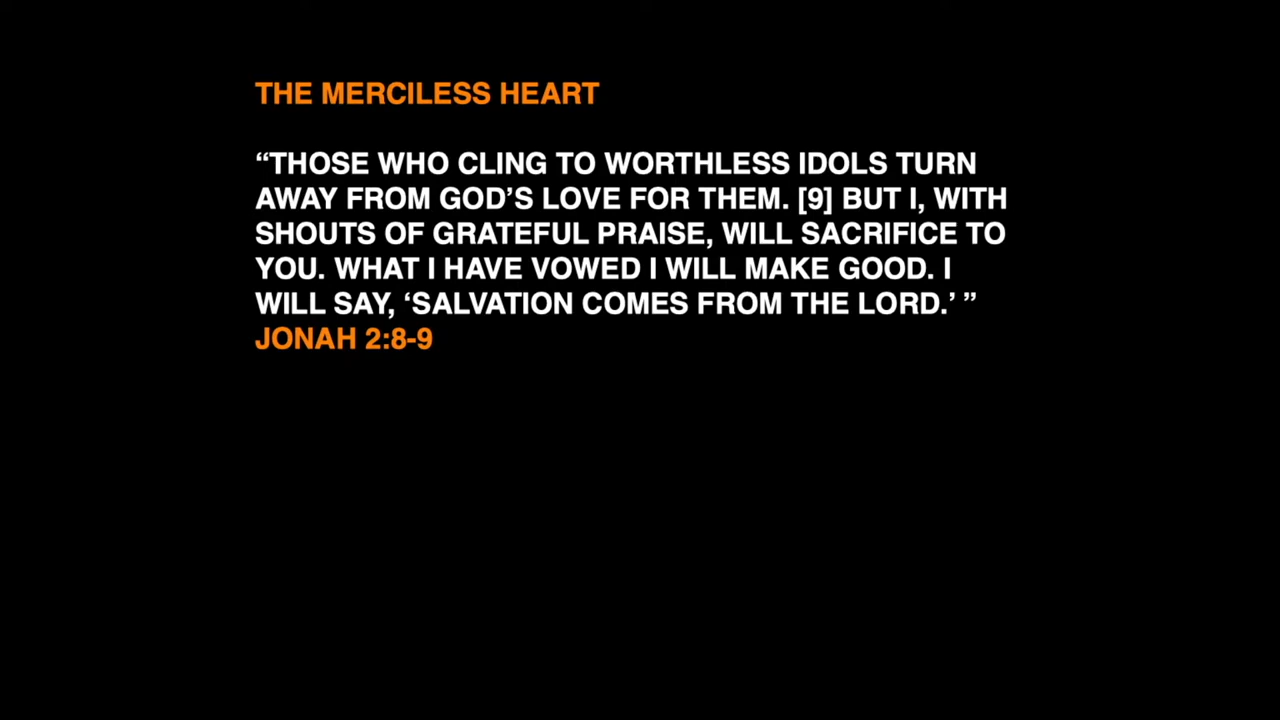 THE MERCILESS HEART
“THOSE WHO CLING TO WORTHLESS IDOLS TURN
AWAY FROM GOD’S LOVE FOR THEM. [9] BUT I, WITH
SHOUTS OF GRATEFUL PRAISE, WILL SACRIFICE TO
YOU. WHAT I HAVE VOWED I WILL MAKE GOOD. I
WILL SAY, ‘SALVATION COMES FROM THE LORD.’ ”
JONAH 2:8-9